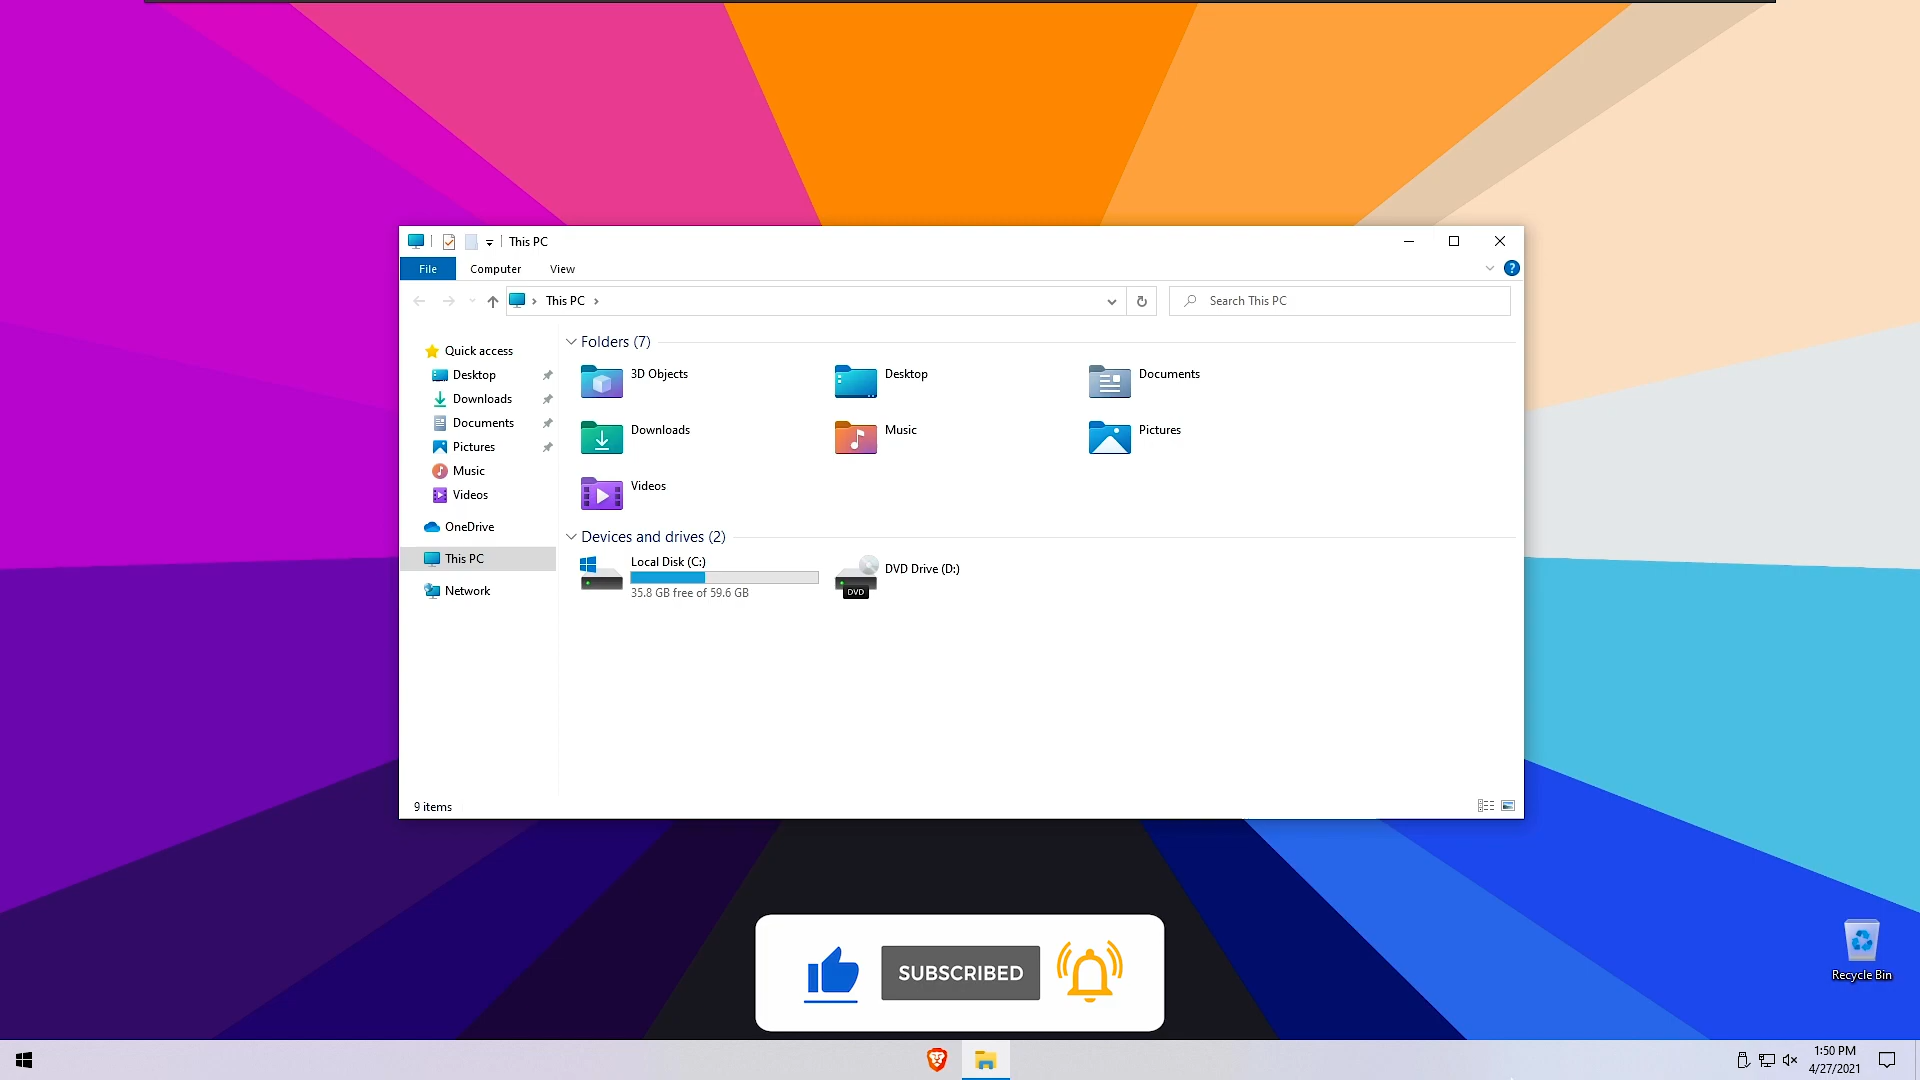 This PC
File Computer View
This PC
Search This PC
Quick access
Desktop
Downloads
Documents
Pictures
Music
Videos
OneDrive
This PC
Network
Folders (7)
3D Objects
Desktop
Documents
Downloads
Music
Pictures
Videos
Devices and drives (2)
Local Disk (C:)
35.8 GB free of 59.6 GB
DVD
DVD Drive (D:)
9 items
SUBSCRIBED
Recycle Bin
1:50 PM
4/27/2021